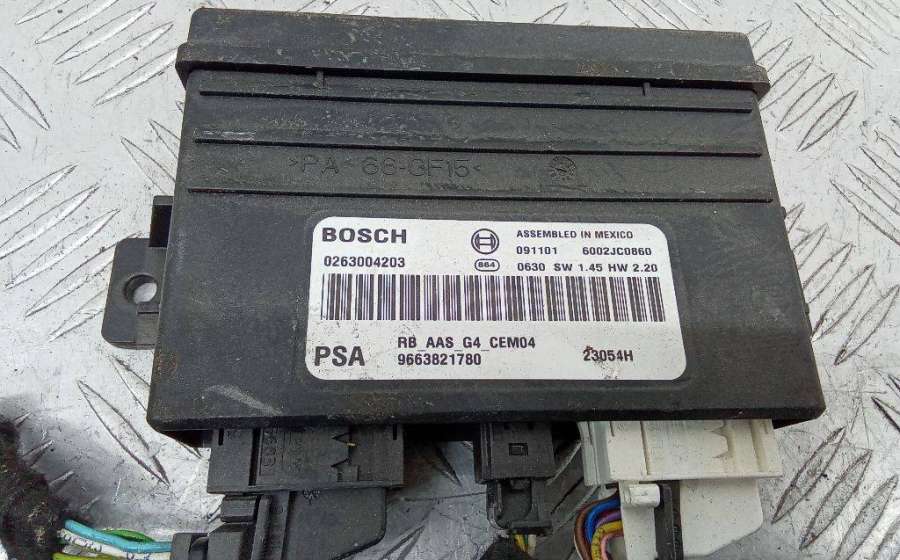 >PA 66-GF15<
BOSCH ASSEMBLED IN MEXICO
091101 6002JC0860
0263004203 864 0630 SW 1.45 HW 2.20
RB_AAS_G4_CEM04
PSA 9663821780 23054H